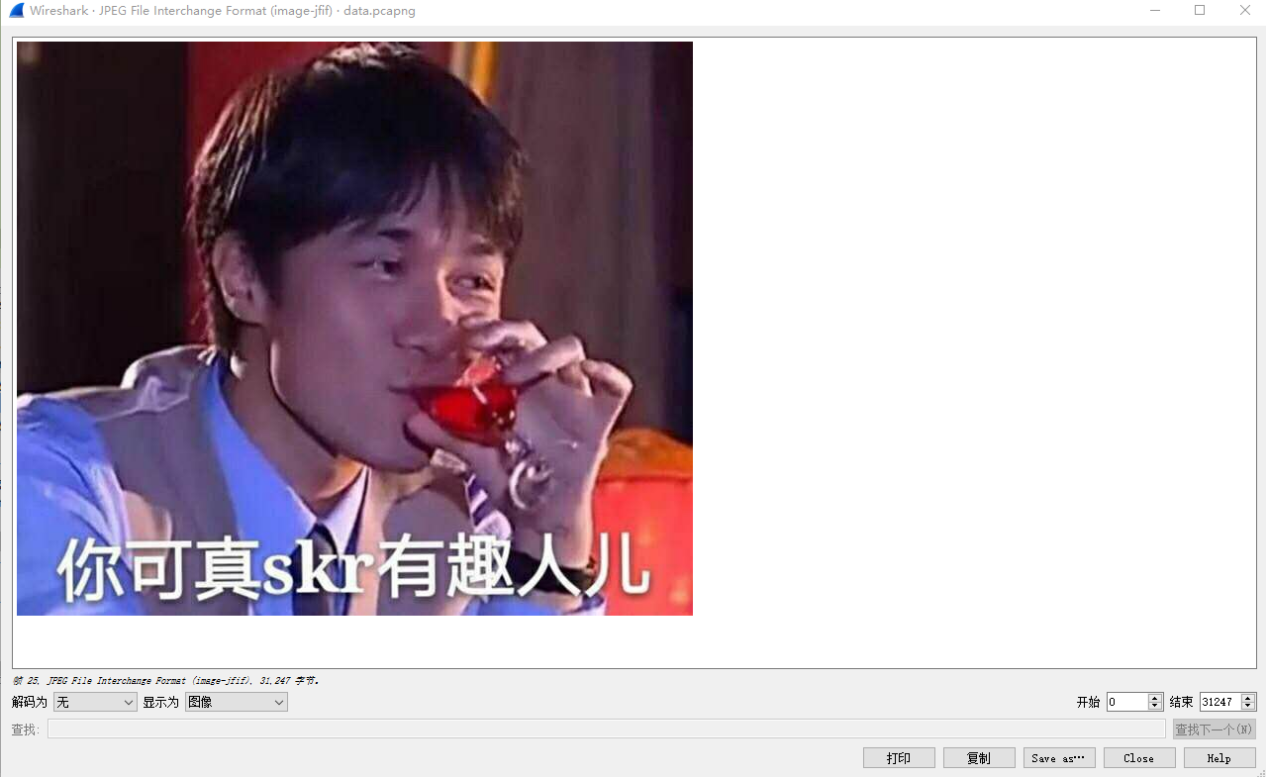 Wireshark · JPEG File Interchange Format (image-jfif) · data.pcapng
你可真skr有趣人儿
帧 25, JPEG File Interchange Format (image-jfif), 31,247 字节。
解码为 无 显示为 图像 开始 0 结束 31247
查找: 查找下一个(N)
打印 复制 Save as… Close Help